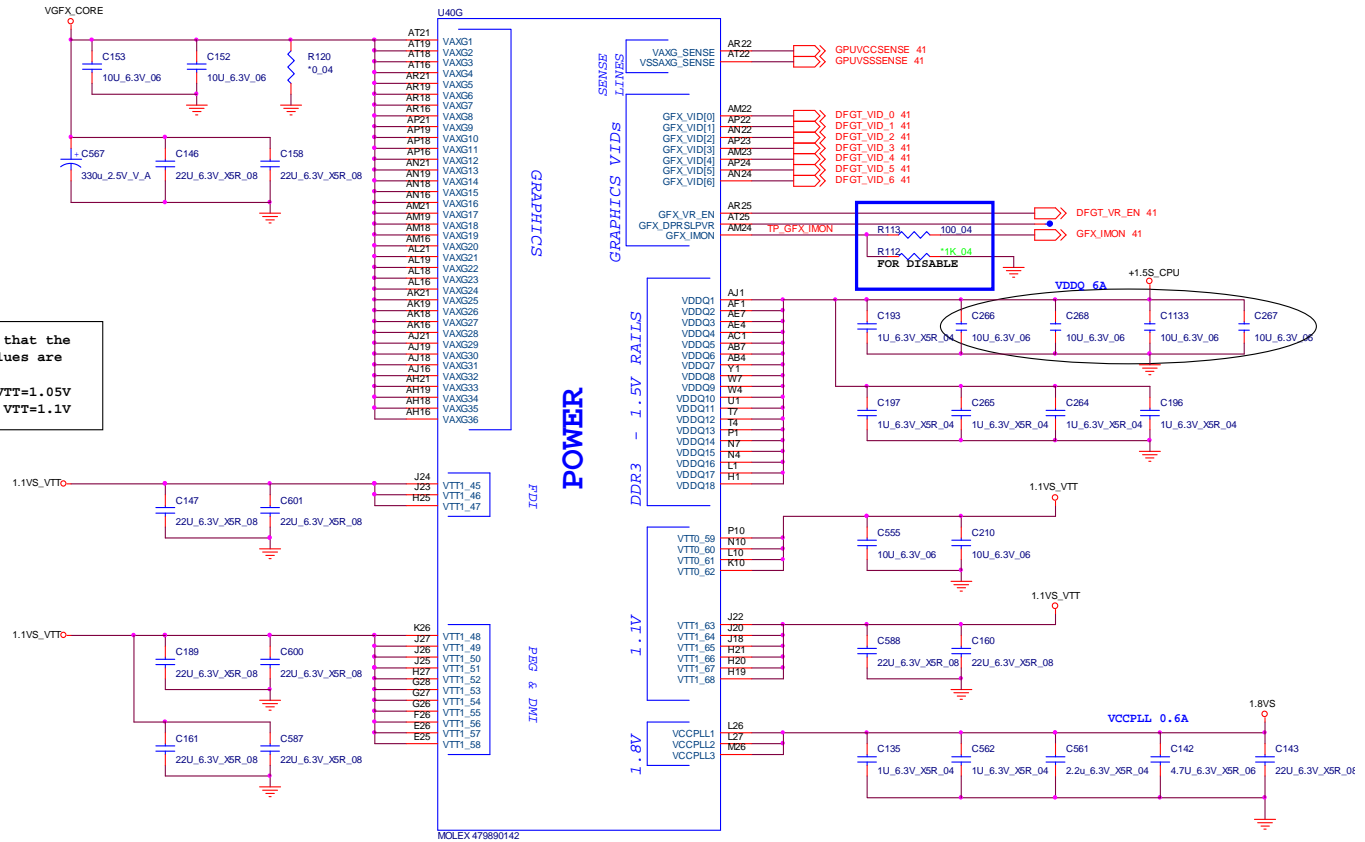 VGFX_CORE
C153
10U_6.3V_06
C152
10U_6.3V_06
R120
*0_04
C567
330u_2.5V_V_A
C146
22U_6.3V_X5R_08
C158
22U_6.3V_X5R_08
that the
lues are
VTT=1.05V
VTT=1.1V
1.1VS_VTT
C147
22U_6.3V_X5R_08
C601
22U_6.3V_X5R_08
1.1VS_VTT
C189
22U_6.3V_X5R_08
C600
22U_6.3V_X5R_08
C161
22U_6.3V_X5R_08
C587
22U_6.3V_X5R_08
U40G
AT21 VAXG1
AT19 VAXG2
AT18 VAXG3
AT16 VAXG4
AR21 VAXG5
AR19 VAXG6
AR18 VAXG7
AR16 VAXG8
AP21 VAXG9
AP19 VAXG10
AP18 VAXG11
AP16 VAXG12
AN21 VAXG13
AN19 VAXG14
AN18 VAXG15
AN16 VAXG16
AM21 VAXG17
AM19 VAXG18
AM18 VAXG19
AM16 VAXG20
AL21 VAXG21
AL19 VAXG22
AL18 VAXG23
AL16 VAXG24
AK21 VAXG25
AK19 VAXG26
AK18 VAXG27
AK16 VAXG28
AJ21 VAXG29
AJ19 VAXG30
AJ18 VAXG31
AJ16 VAXG32
AH21 VAXG33
AH19 VAXG34
AH18 VAXG35
AH16 VAXG36
GRAPHICS
J24 VTT1_45
J23 VTT1_46
H25 VTT1_47
FDI
K26 VTT1_48
J27 VTT1_49
J26 VTT1_50
J25 VTT1_51
H27 VTT1_52
G28 VTT1_53
G27 VTT1_54
G26 VTT1_55
F26 VTT1_56
E26 VTT1_57
E25 VTT1_58
PEG & DMI
POWER
MOLEX 479890142
SENSE
LINES
VAXG_SENSE AR22 GPUVCCSENSE 41
VSSAXG_SENSE AT22 GPUVSSSENSE 41
GRAPHICS VIDs
GFX_VID[0] AM22 DFGT_VID_0 41
GFX_VID[1] AP22 DFGT_VID_1 41
GFX_VID[2] AN22 DFGT_VID_2 41
GFX_VID[3] AP23 DFGT_VID_3 41
GFX_VID[4] AM23 DFGT_VID_4 41
GFX_VID[5] AP24 DFGT_VID_5 41
GFX_VID[6] AN24 DFGT_VID_6 41
GFX_VR_EN AR25 DFGT_VR_EN 41
GFX_DPRSLPVR AT25
GFX_IMON AM24 TP_GFX_IMON R113 100_04 GFX_IMON 41
R112 *1K_04
FOR DISABLE
DDR3 - 1.5V RAILS
VDDQ1 AJ1
VDDQ2 AF1
VDDQ3 AE7
VDDQ4 AE4
VDDQ5 AC1
VDDQ6 AB7
VDDQ7 AB4
VDDQ8 Y1
VDDQ9 W7
VDDQ10 W4
VDDQ11 U1
VDDQ12 T7
VDDQ13 T4
VDDQ14 P1
VDDQ15 N7
VDDQ16 N4
VDDQ17 L1
VDDQ18 H1
+1.5S_CPU
VDDQ 6A
C193
1U_6.3V_X5R_04
C266
10U_6.3V_06
C268
10U_6.3V_06
C1133
10U_6.3V_06
C267
10U_6.3V_06
C197
1U_6.3V_X5R_04
C265
1U_6.3V_X5R_04
C264
1U_6.3V_X5R_04
C196
1U_6.3V_X5R_04
1.1V
VTT0_59 P10
VTT0_60 N10
VTT0_61 L10
VTT0_62 K10
1.1VS_VTT
C555
10U_6.3V_06
C210
10U_6.3V_06
VTT1_63 J22
VTT1_64 J20
VTT1_65 J18
VTT1_66 H21
VTT1_67 H20
VTT1_68 H19
1.1VS_VTT
C588
22U_6.3V_X5R_08
C160
22U_6.3V_X5R_08
1.8V
VCCPLL1 L26
VCCPLL2 L27
VCCPLL3 M26
VCCPLL 0.6A
1.8VS
C135
1U_6.3V_X5R_04
C562
1U_6.3V_X5R_04
C561
2.2u_6.3V_X5R_04
C142
4.7U_6.3V_X5R_06
C143
22U_6.3V_X5R_08